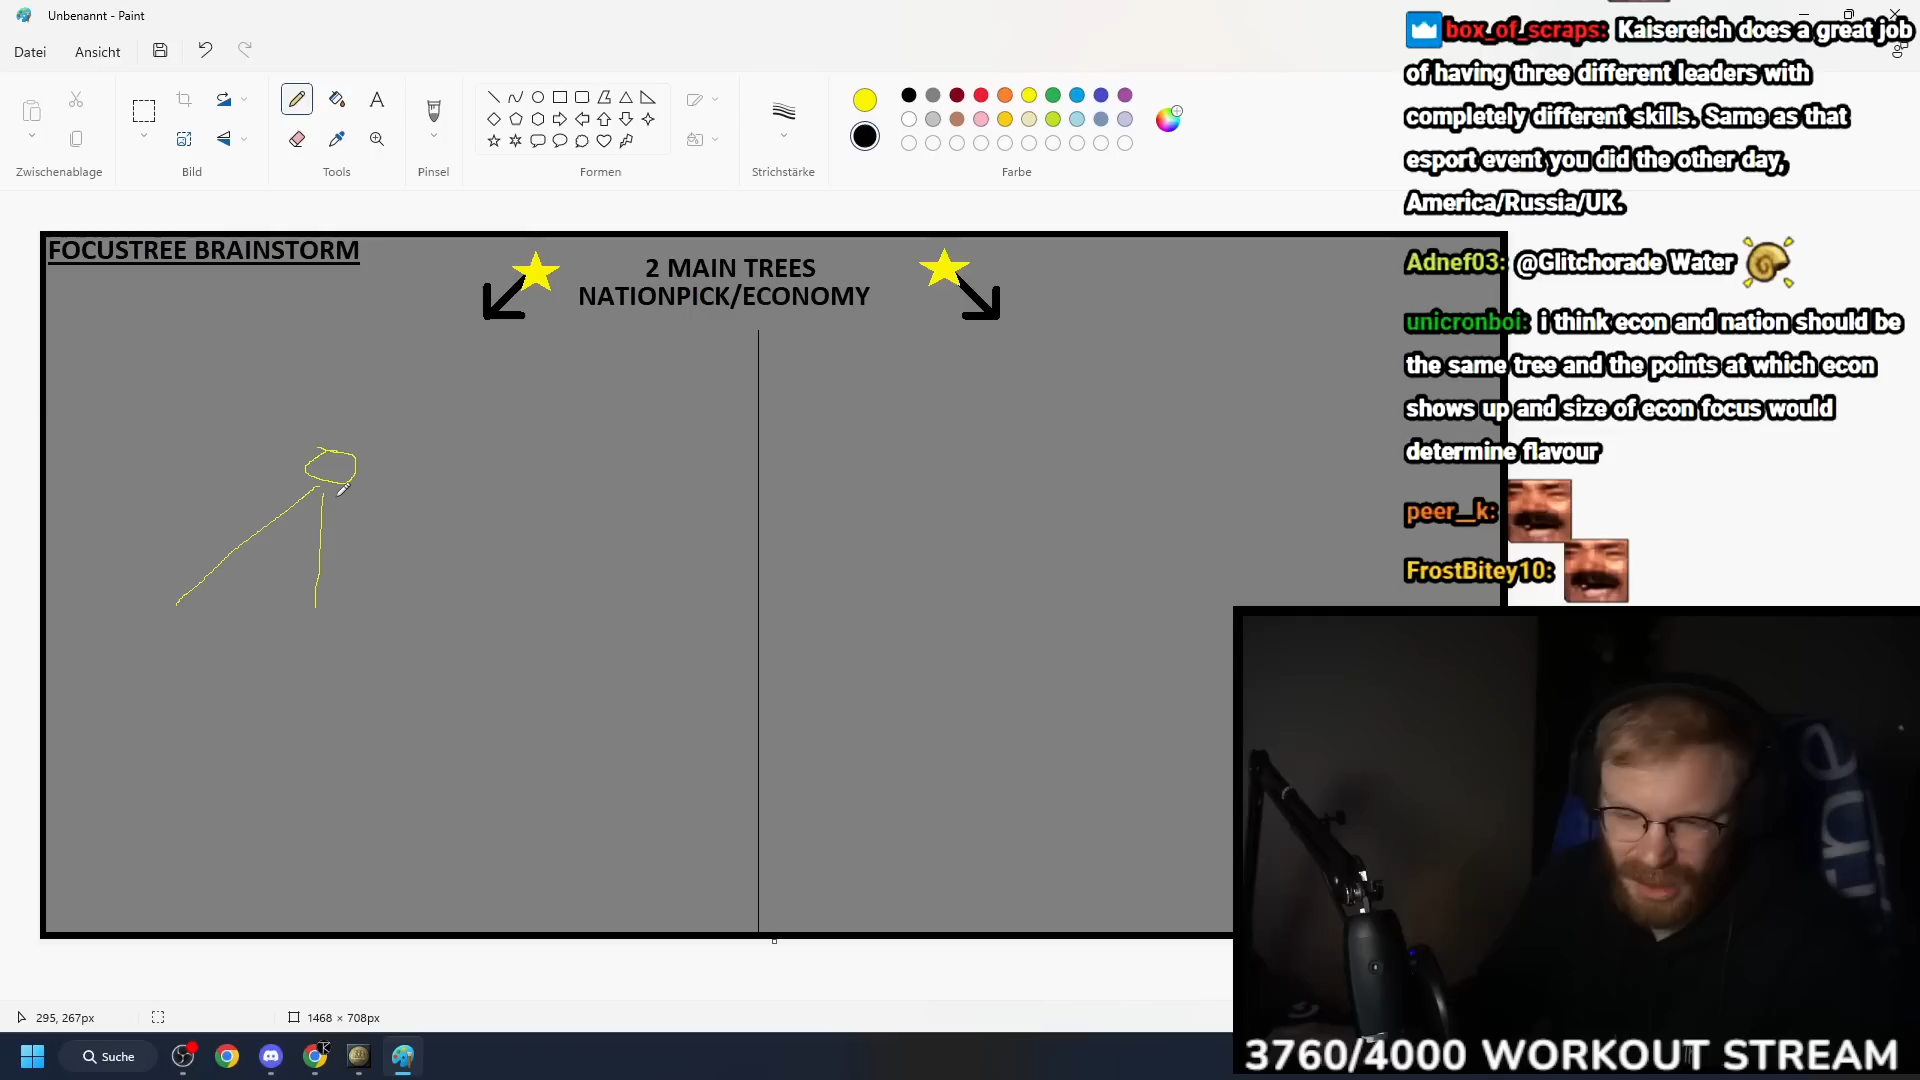 Unbenannt - Paint
Datei
Ansicht
Zwischenablage
Bild
Tools
Pinsel
Formen
Strichstärke
Farbe
FOCUSTREE BRAINSTORM
2 MAIN TREES
NATIONPICK/ECONOMY
box_of_scraps: Kaisereich does a great job
of having three different leaders with
completely different skills. Same as that
esport event you did the other day,
America/Russia/UK.
Adnef03: @Glitchorade Water
unicronboi: i think econ and nation should be
the same tree and the points at which econ
shows up and size of econ focus would
determine flavour
peer__k:
FrostBitey10:
295, 267px
1468 × 708px
Suche
3760/4000 WORKOUT STREAM